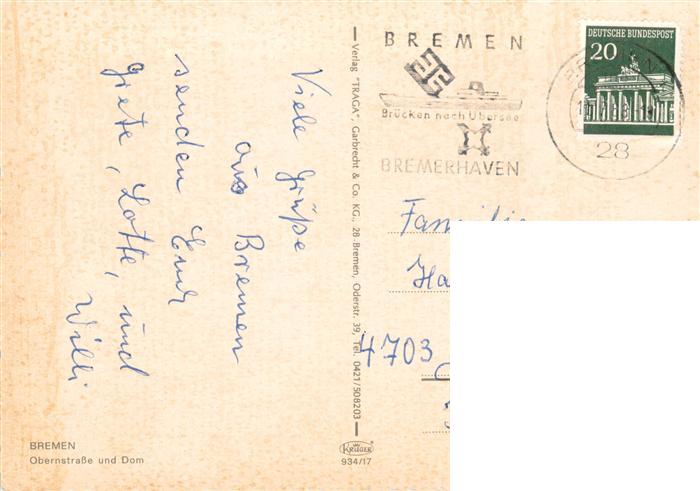 Viele Grüße
aus Bremen
senden Euch
Grete, Lotte, und
Willi
BREMEN
Obernstraße und Dom
Verlag "TRAGA", Garbrecht & Co. KG., 28-Bremen, Oderstr. 39, Tel. 0421/508203
KRÜGER
934/17
BREMEN
Brücken nach Übersee
BREMERHAVEN
DEUTSCHE BUNDESPOST
20
28
Familie
Ha
4703